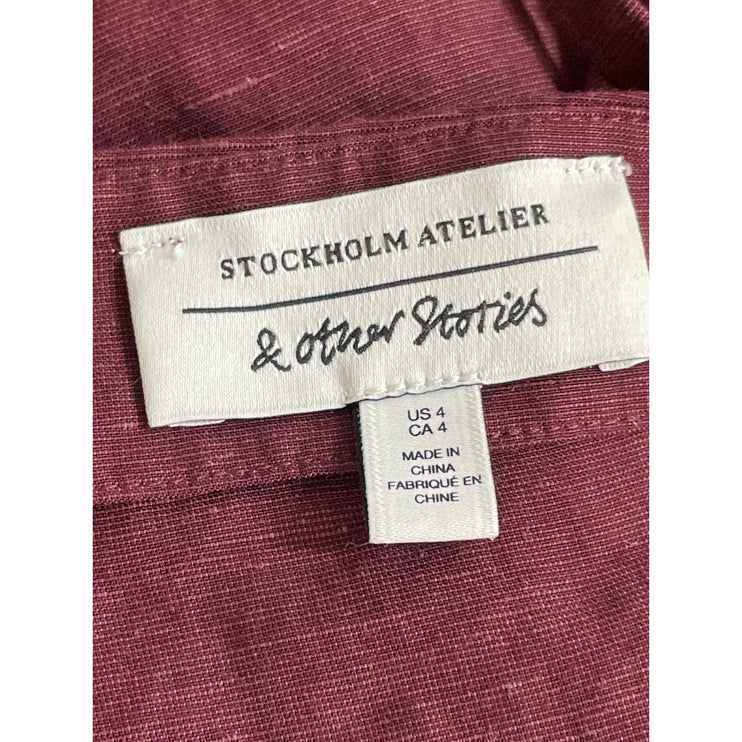 STOCKHOLM ATELIER
& other Stories
US 4
CA 4
MADE IN
CHINA
FABRIQUÉ EN
CHINE